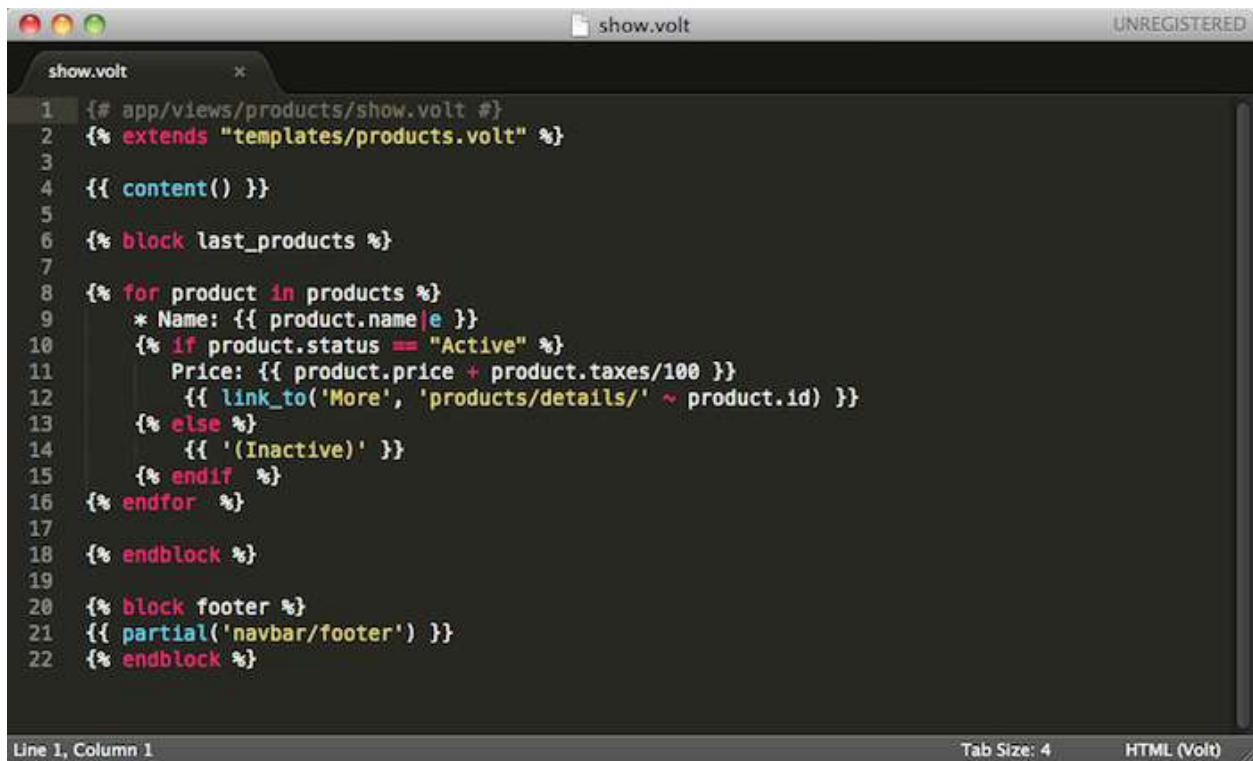 show.volt
UNREGISTERED
show.volt ×
1 {# app/views/products/show.volt #}
2 {% extends "templates/products.volt" %}
3
4 {{ content() }}
5
6 {% block last_products %}
7
8 {% for product in products %}
9     * Name: {{ product.name|e }}
10     {% if product.status == "Active" %}
11        Price: {{ product.price + product.taxes/100 }}
12         {{ link_to('More', 'products/details/' ~ product.id) }}
13     {% else %}
14         {{ '(Inactive)' }}
15     {% endif  %}
16 {% endfor  %}
17
18 {% endblock %}
19
20 {% block footer %}
21 {{ partial('navbar/footer') }}
22 {% endblock %}
Line 1, Column 1
Tab Size: 4
HTML (Volt)